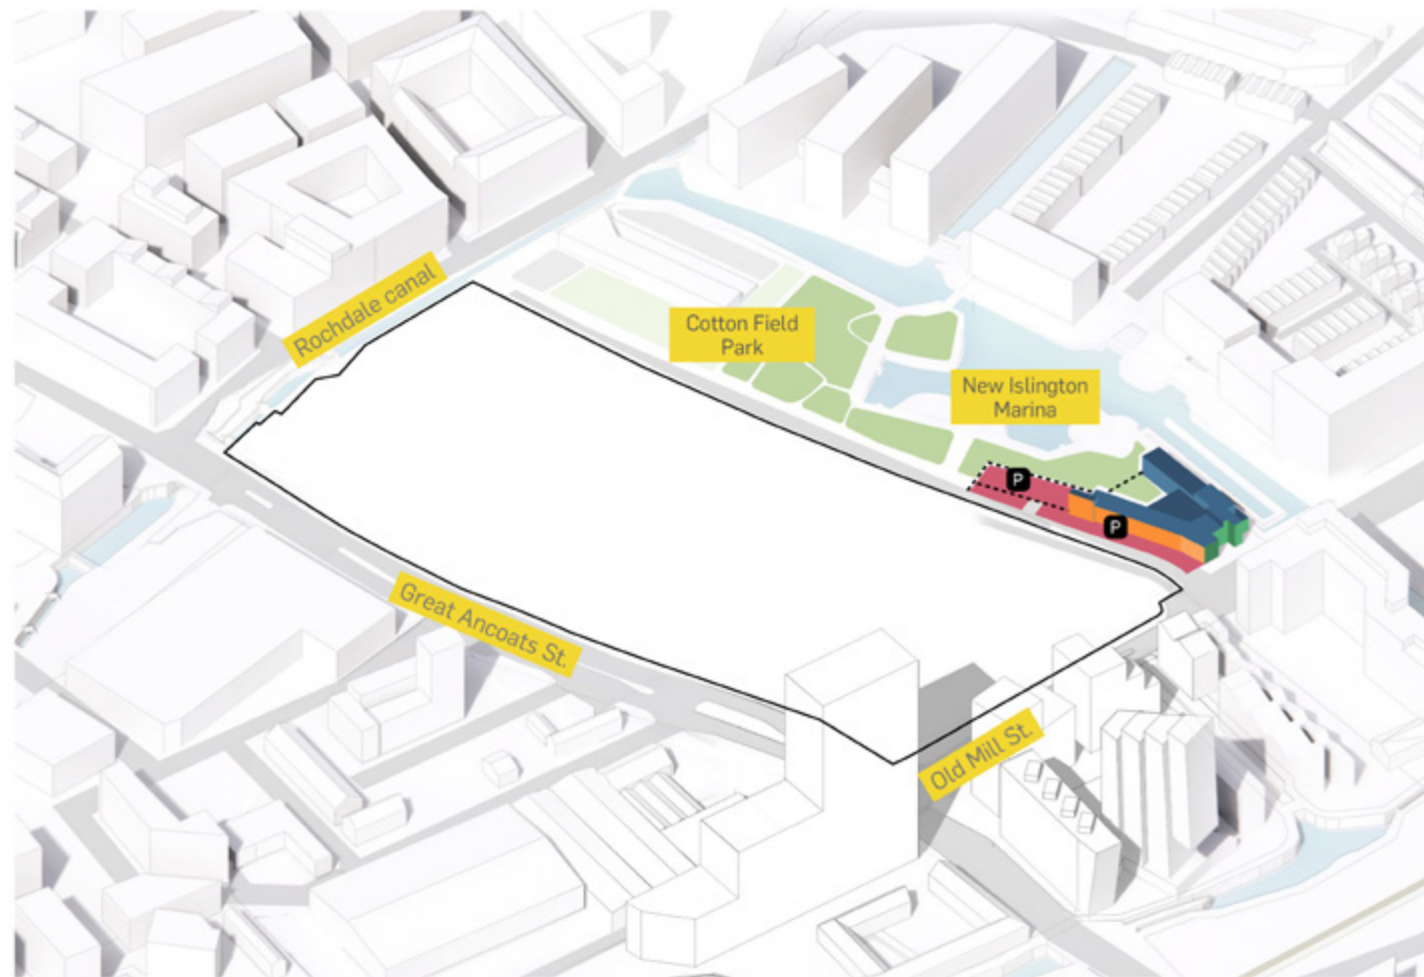 Rochdale canal
Cotton Field
Park
New Islington
Marina
P
P
Great Ancoats St.
Old Mill St.